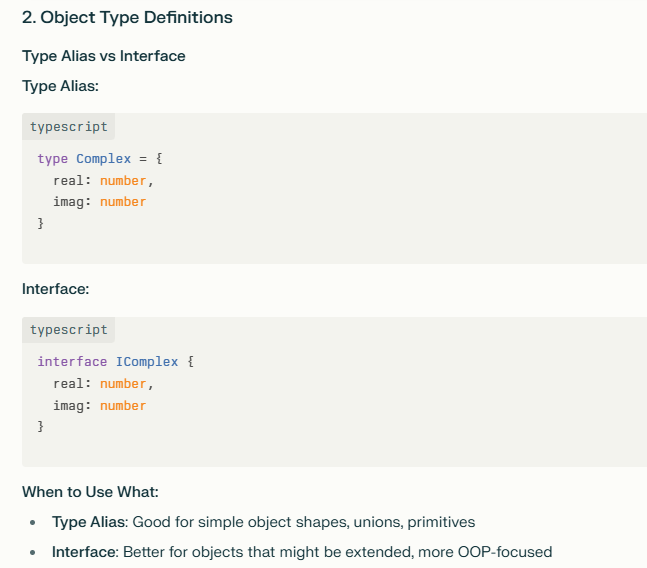 2. Object Type Definitions
Type Alias vs Interface
Type Alias:
typescript
type Complex = {
  real: number,
  imag: number
}
Interface:
typescript
interface IComplex {
  real: number,
  imag: number
}
When to Use What:
• Type Alias: Good for simple object shapes, unions, primitives
• Interface: Better for objects that might be extended, more OOP-focused